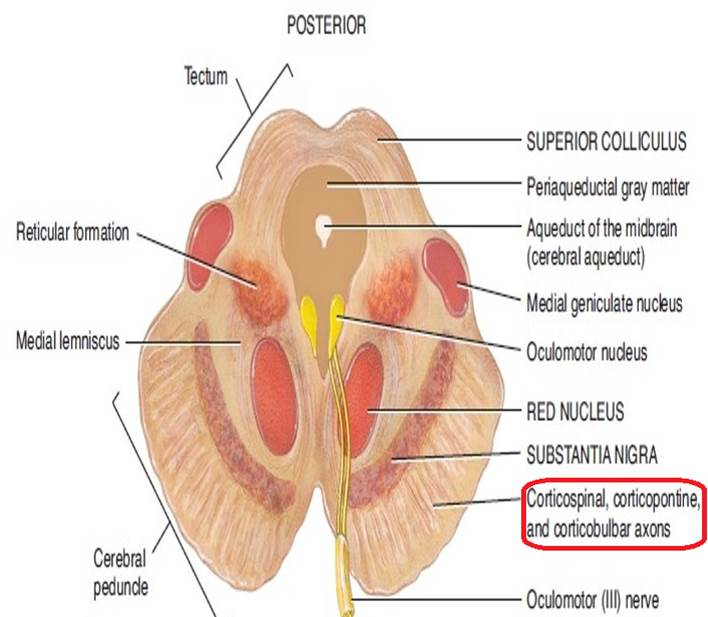 POSTERIOR
Tectum
SUPERIOR COLLICULUS
Periaqueductal gray matter
Reticular formation
Aqueduct of the midbrain
(cerebral aqueduct)
Medial geniculate nucleus
Medial lemniscus
Oculomotor nucleus
RED NUCLEUS
SUBSTANTIA NIGRA
Corticospinal, corticopontine,
and corticobulbar axons
Cerebral
peduncle
Oculomotor (III) nerve